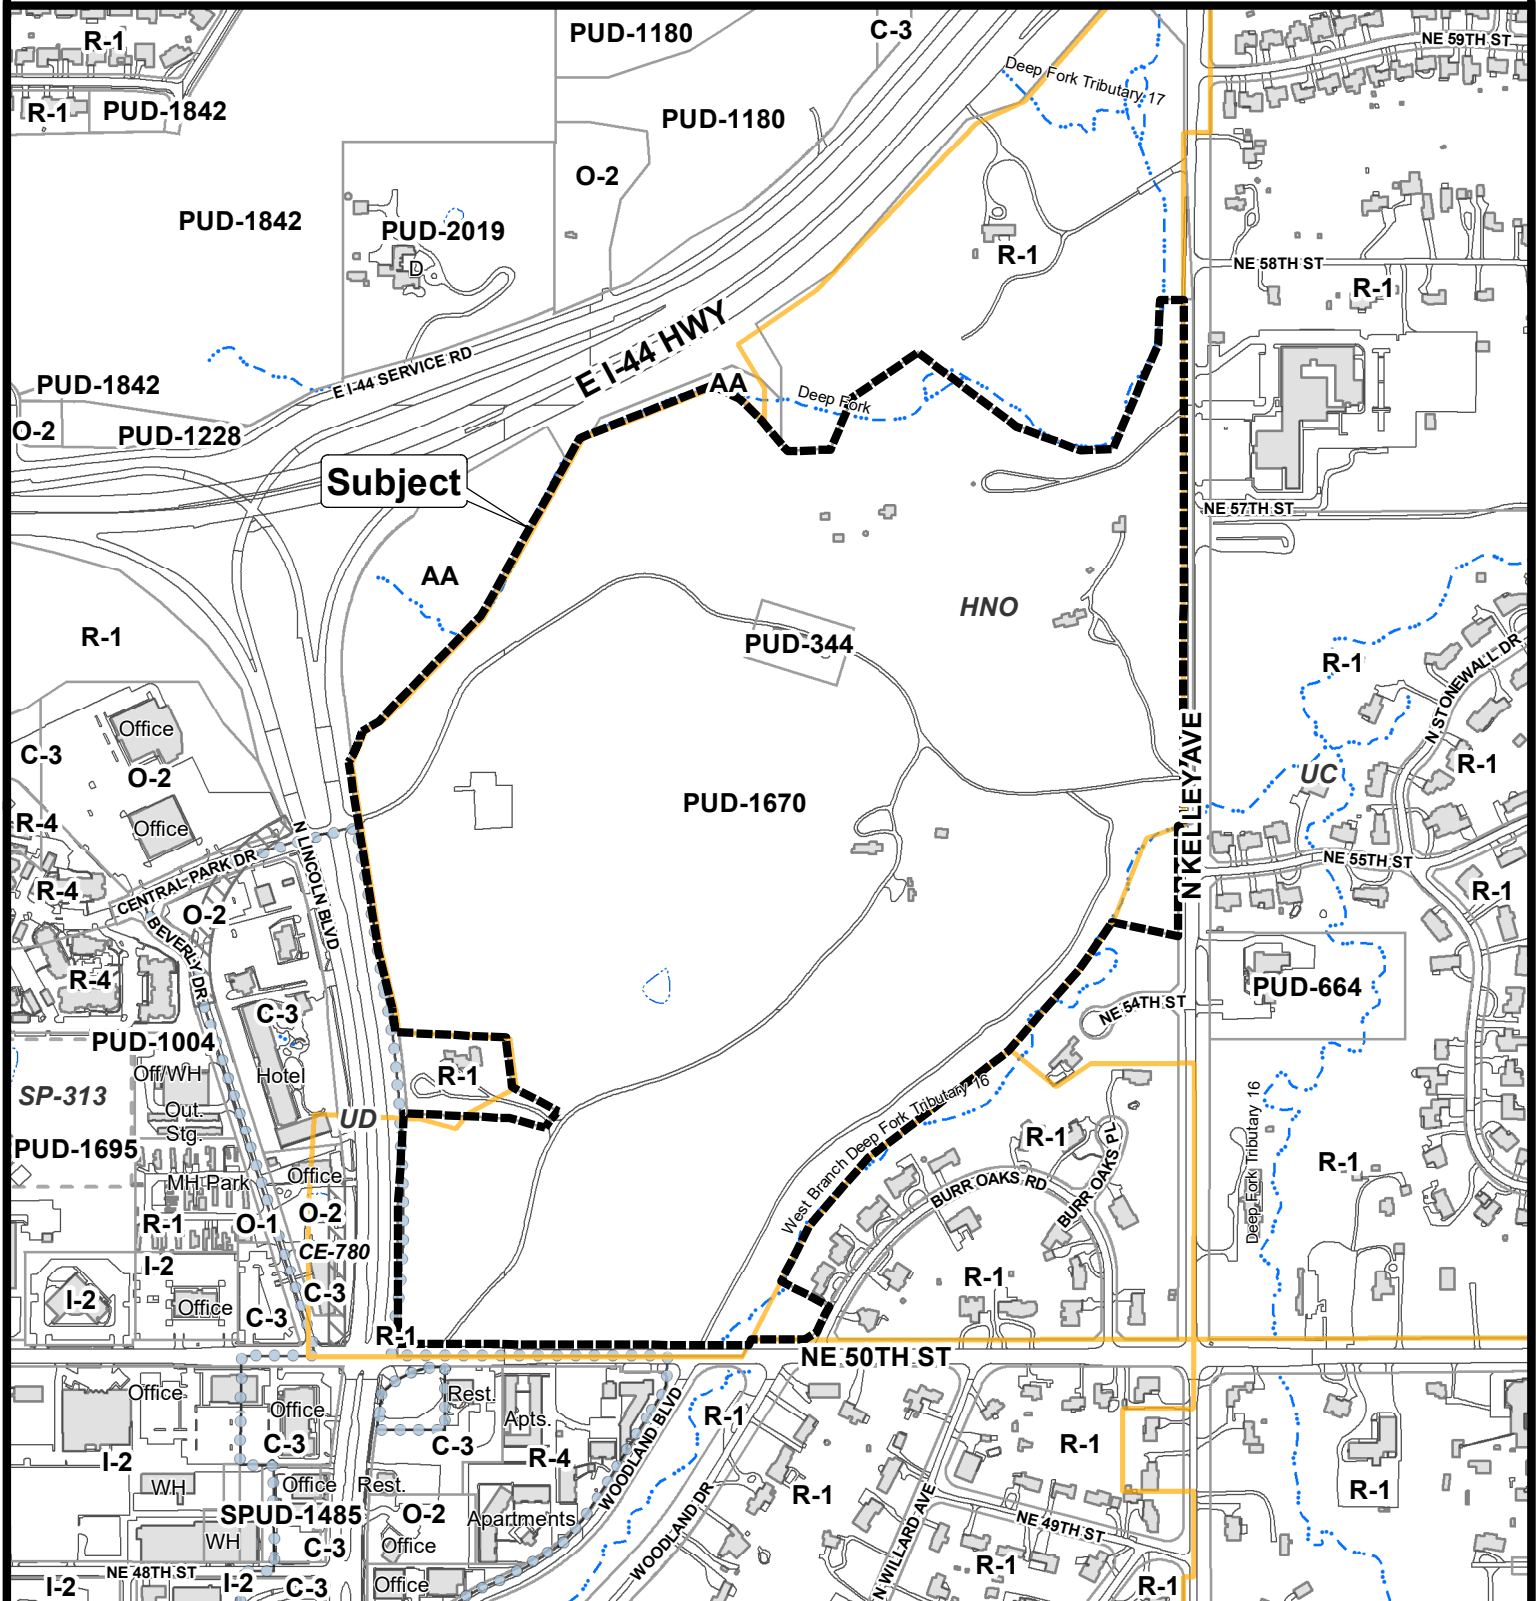 PUD-1180
C-3
R-1
NE 59TH ST
Deep Fork Tributary 17
R-1
PUD-1842
PUD-1180
O-2
PUD-1842
PUD-2019
D
R-1
NE 58TH ST
R-1
E I-44 HWY
E I-44 SERVICE RD
PUD-1842
AA
Deep Fork
O-2
PUD-1228
Subject
NE 57TH ST
AA
HNO
R-1
PUD-344
R-1
N STONEWALL DR
Office
C-3
O-2
N KELLEY AVE
UC
R-1
PUD-1670
R-4
Office
N LINCOLN BLVD
CENTRAL PARK DR
NE 55TH ST
R-4
O-2
R-1
BEVERLY DR
R-4
PUD-664
C-3
NE 54TH ST
PUD-1004
Off/WH
Hotel
R-1
SP-313
Out.
Stg.
UD
West Branch Deep Fork Tributary 16
Deep Fork Tributary 16
PUD-1695
R-1
R-1
MH Park
Office
BURR OAKS RD
BURR OAKS PL
R-1
O-1
O-2
CE-780
I-2
R-1
I-2
Office
C-3
C-3
R-1
NE 50TH ST
Office
Office
Rest.
Apts.
WOODLAND BLVD
R-1
C-3
C-3
R-4
R-1
I-2
WH
Office
Rest.
R-1
R-1
SPUD-1485
O-2
Apartments
WOODLAND DR
N WILLARD AVE
NE 49TH ST
WH
C-3
Office
R-1
NE 48TH ST
I-2
I-2
C-3
Office
R-1